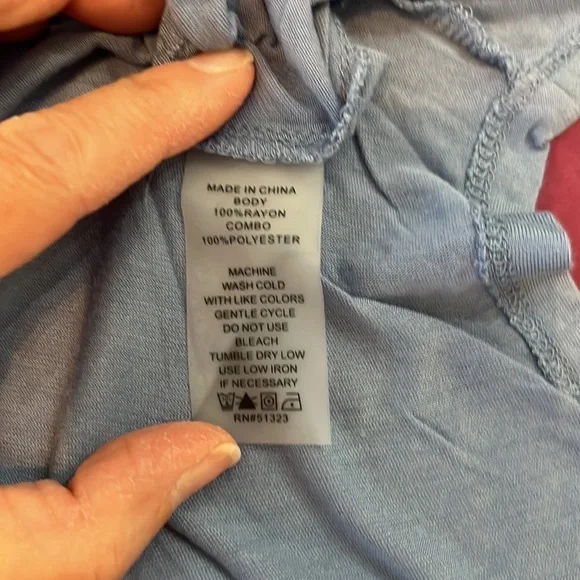 MADE IN CHINA
BODY
100%RAYON
COMBO
100%POLYESTER
MACHINE
WASH COLD
WITH LIKE COLORS
GENTLE CYCLE
DO NOT USE
BLEACH
TUMBLE DRY LOW
USE LOW IRON
IF NECESSARY
RN#51323